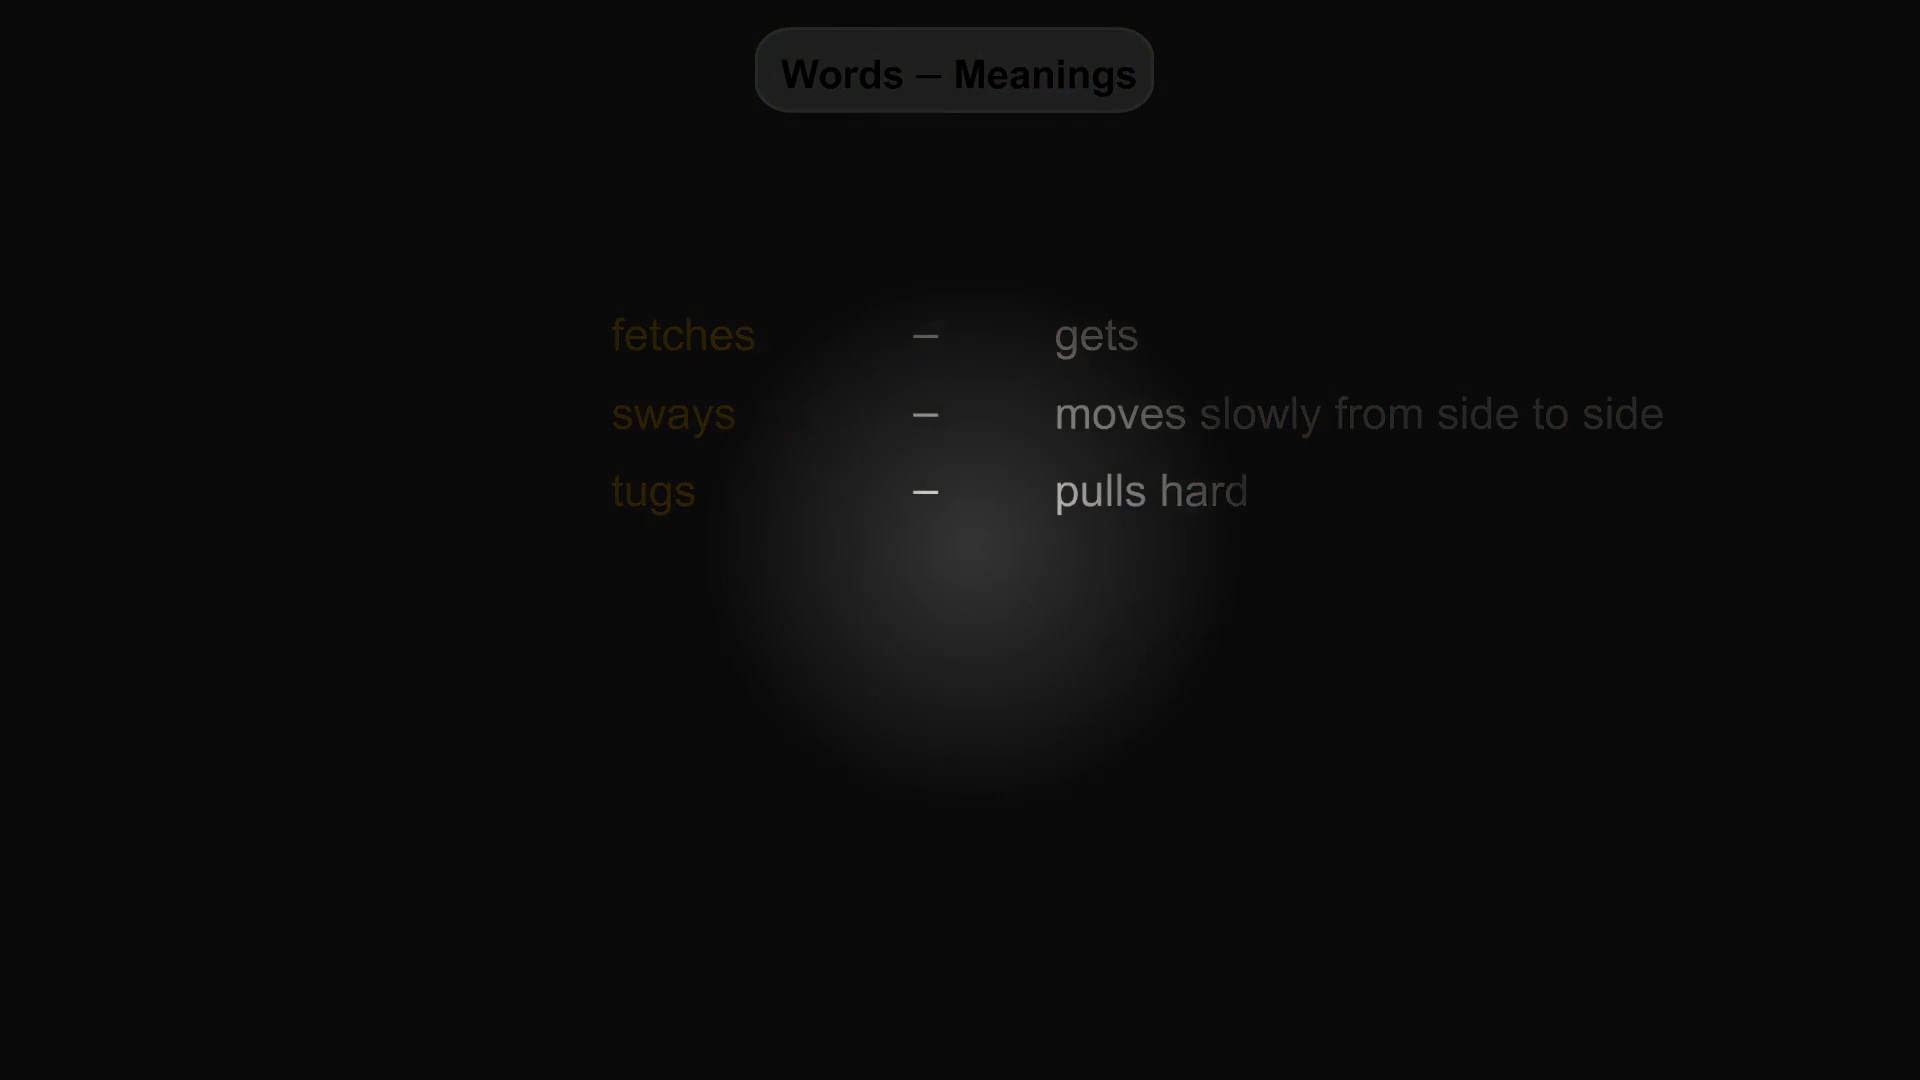 Words – Meanings
fetches – gets
sways – moves slowly from side to side
tugs – pulls hard